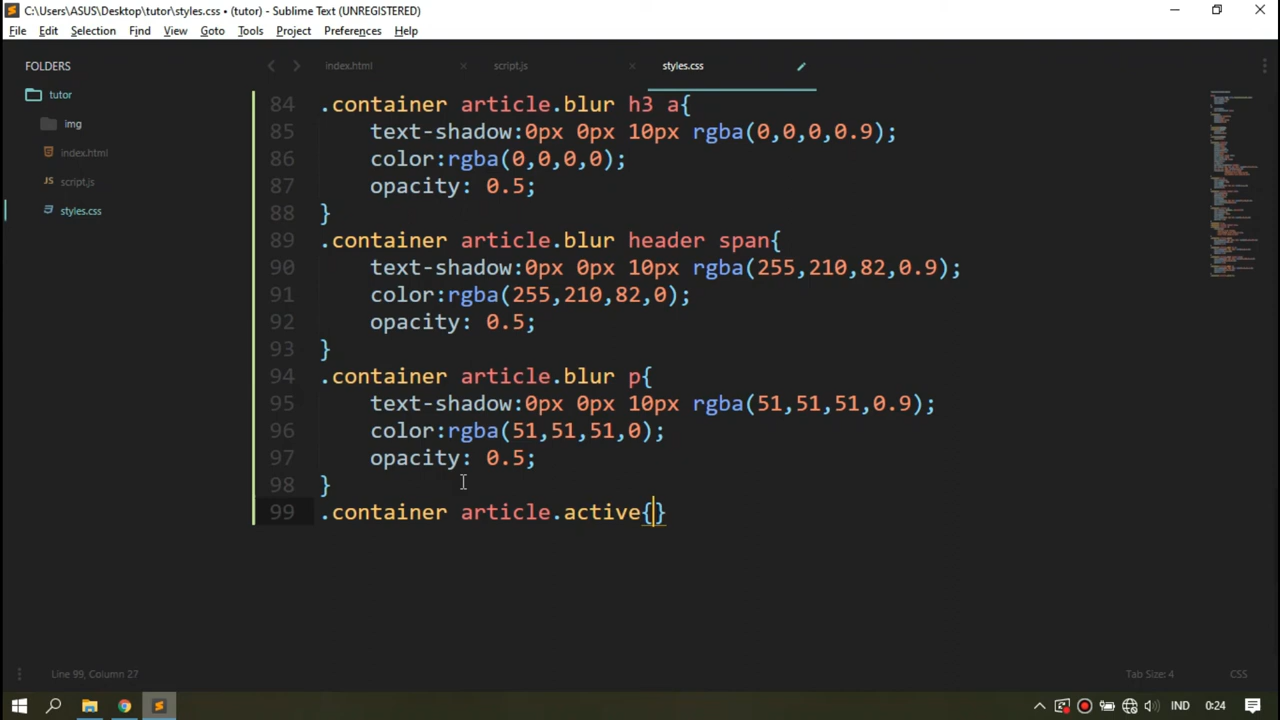 C:\Users\ASUS\Desktop\tutor\styles.css • (tutor) - Sublime Text (UNREGISTERED)
File Edit Selection Find View Goto Tools Project Preferences Help
FOLDERS
tutor
img
index.html
script.js
styles.css
index.html script.js styles.css
84 .container article.blur h3 a{
85 text-shadow:0px 0px 10px rgba(0,0,0,0.9);
86 color:rgba(0,0,0,0);
87 opacity: 0.5;
88 }
89 .container article.blur header span{
90 text-shadow:0px 0px 10px rgba(255,210,82,0.9);
91 color:rgba(255,210,82,0);
92 opacity: 0.5;
93 }
94 .container article.blur p{
95 text-shadow:0px 0px 10px rgba(51,51,51,0.9);
96 color:rgba(51,51,51,0);
97 opacity: 0.5;
98 }
99 .container article.active{}
Line 99, Column 27 Tab Size: 4 CSS
IND 0:24